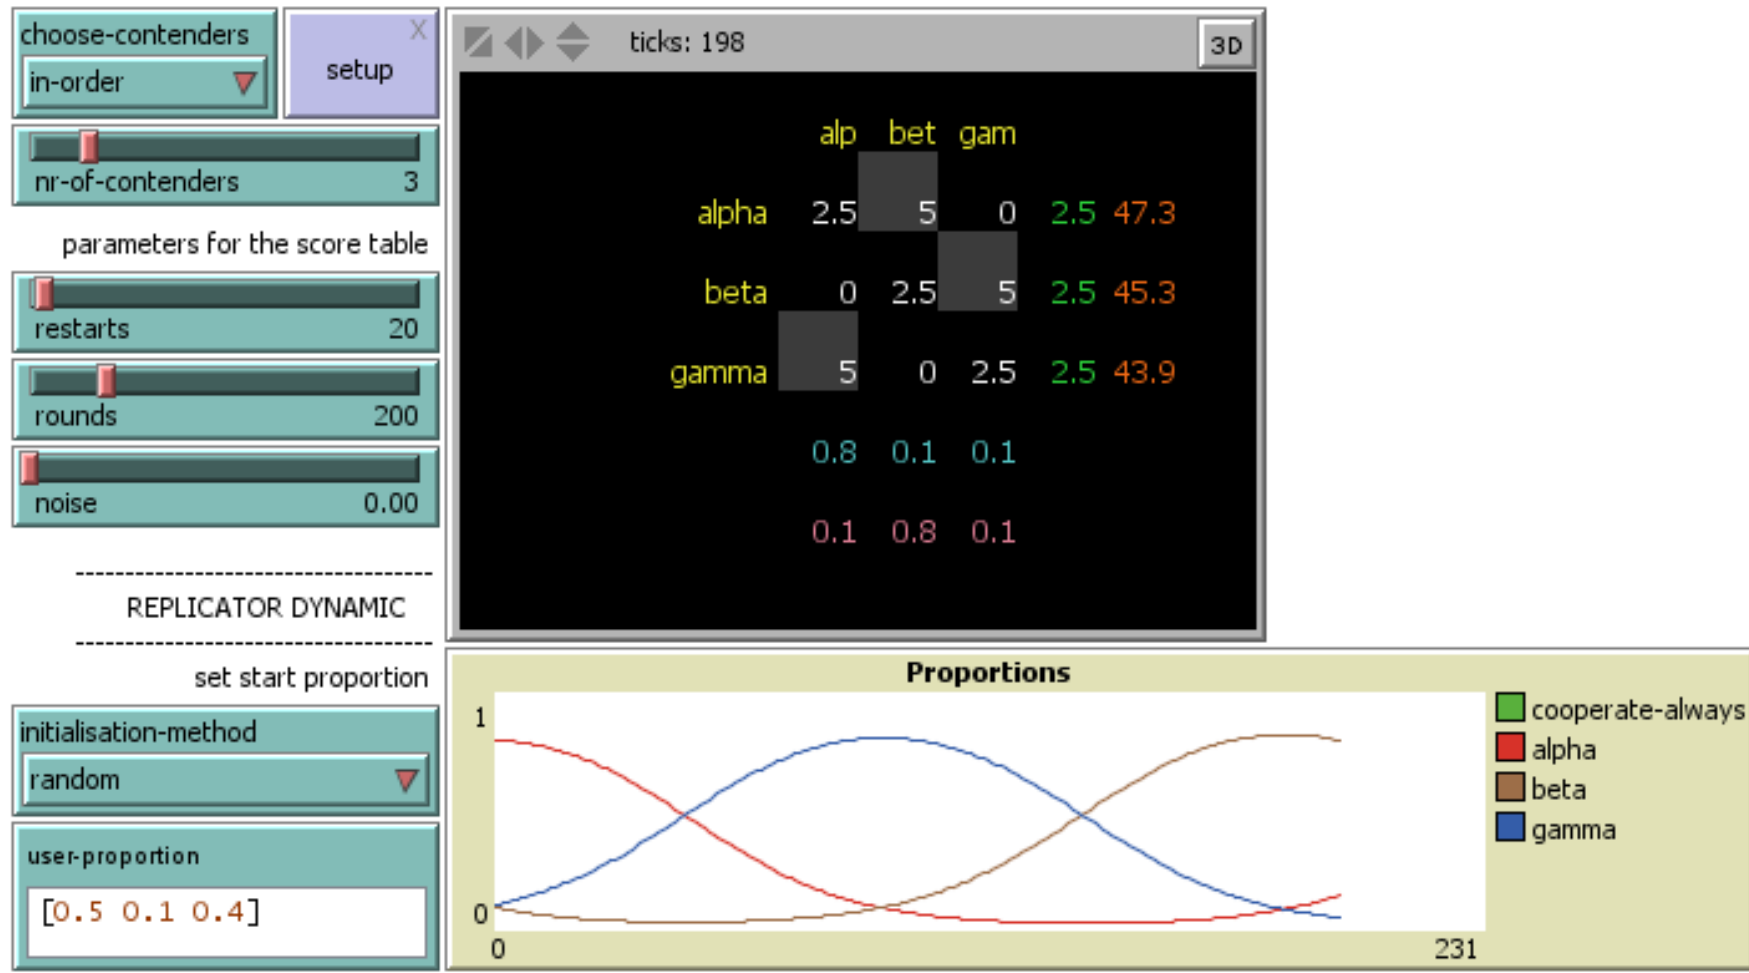 choose-contenders
in-order
X
setup
nr-of-contenders 3
parameters for the score table
restarts 20
rounds 200
noise 0.00
-----------------------------------
REPLICATOR DYNAMIC
-----------------------------------
set start proportion
initialisation-method
random
user-proportion
[0.5 0.1 0.4]
ticks: 198
3D
alp bet gam
alpha 2.5 5 0 2.5 47.3
beta 0 2.5 5 2.5 45.3
gamma 5 0 2.5 2.5 43.9
0.8 0.1 0.1
0.1 0.8 0.1
Proportions
1
0
0 231
cooperate-always
alpha
beta
gamma